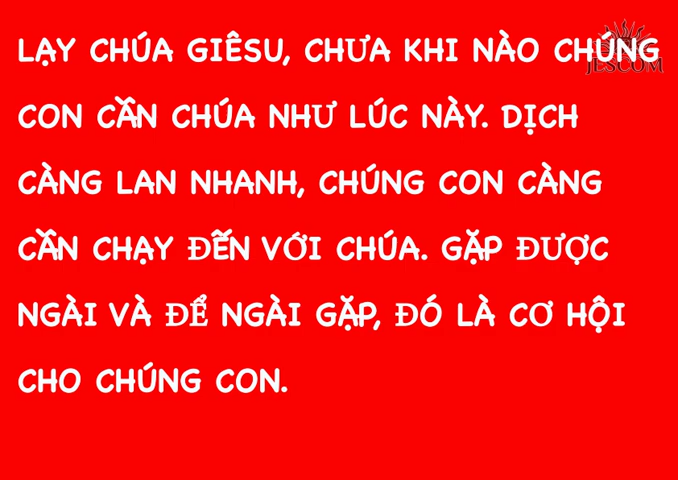 LẠY CHÚA GIÊSU, CHƯA KHI NÀO CHÚNG
CON CẦN CHÚA NHƯ LÚC NÀY. DỊCH
CÀNG LAN NHANH, CHÚNG CON CÀNG
CẦN CHẠY ĐẾN VỚI CHÚA. GẶP ĐƯỢC
NGÀI VÀ ĐỂ NGÀI GẶP, ĐÓ LÀ CƠ HỘI
CHO CHÚNG CON.
JESCOM